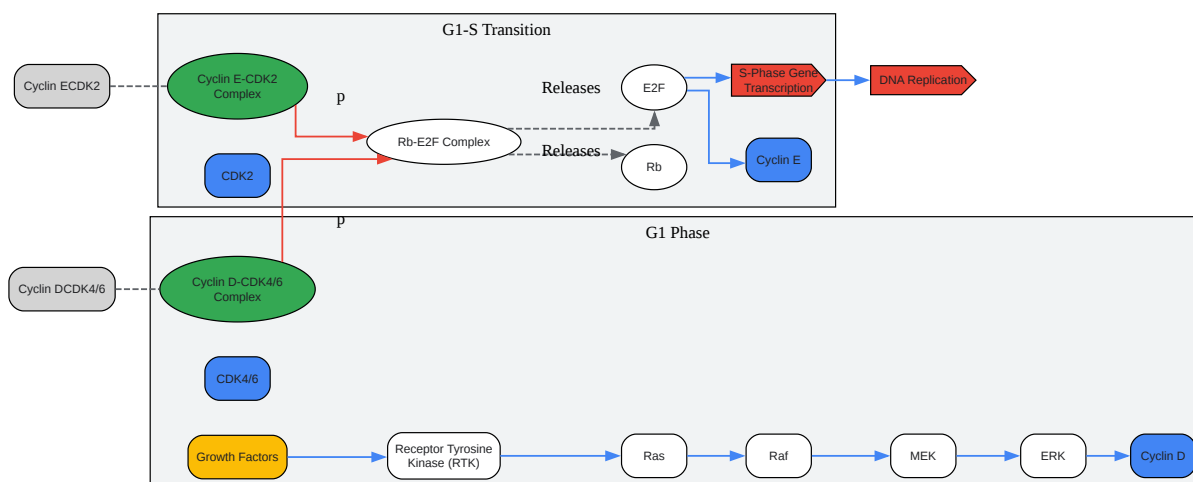 G1-S Transition
Cyclin ECDK2
Cyclin E-CDK2
Complex
p
Releases
E2F
S-Phase Gene
Transcription
DNA Replication
Rb-E2F Complex
Releases
Rb
Cyclin E
CDK2
p
G1 Phase
Cyclin DCDK4/6
Cyclin D-CDK4/6
Complex
CDK4/6
Growth Factors
Receptor Tyrosine
Kinase (RTK)
Ras
Raf
MEK
ERK
Cyclin D